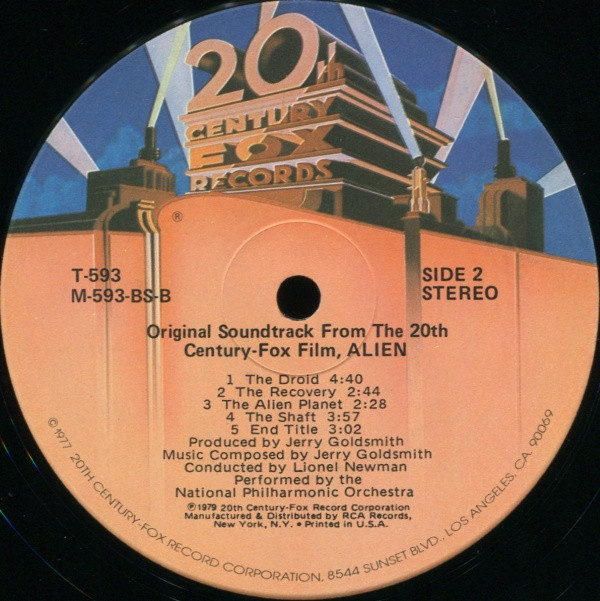 20th
CENTURY
FOX
RECORDS
®
T-593
M-593-BS-B
SIDE 2
STEREO
Original Soundtrack From The 20th
Century-Fox Film, ALIEN
1 The Droid 4:40
2 The Recovery 2:44
3 The Alien Planet 2:28
4 The Shaft 3:57
5 End Title 3:02
Produced by Jerry Goldsmith
Music Composed by Jerry Goldsmith
Conducted by Lionel Newman
Performed by the
National Philharmonic Orchestra
℗1979 20th Century-Fox Record Corporation
Manufactured & Distributed by RCA Records,
New York, N.Y. • Printed in U.S.A.
©1977 20TH CENTURY-FOX RECORD CORPORATION, 8544 SUNSET BLVD., LOS ANGELES, CA. 90069